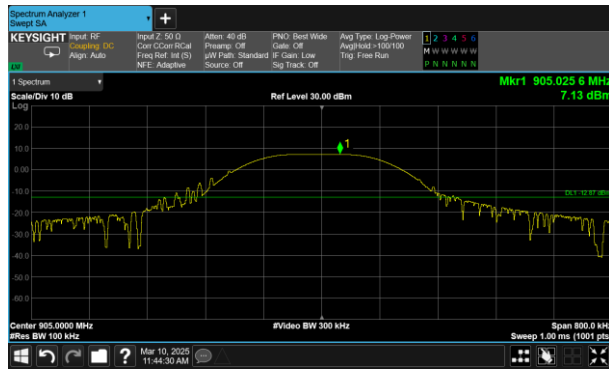 Spectrum Analyzer 1
Swept SA
KEYSIGHT
Input: RF
Coupling: DC
Align: Auto
Input Z: 50 Ω
Corr CCorr RCal
Freq Ref: Int (S)
NFE: Adaptive
Atten: 40 dB
Preamp: Off
µW Path: Standard
Source: Off
PNO: Best Wide
Gate: Off
IF Gain: Low
Sig Track: Off
Avg Type: Log-Power
Avg|Hold:>100/100
Trig: Free Run
1 2 3 4 5 6
M W W W W W
P N N N N N
1 Spectrum
Mkr1 905.025 6 MHz
Scale/Div 10 dB
Ref Level 30.00 dBm
7.13 dBm
Log
20.0
10.0
1
0.00
-10.0
DL1 -12.87 dBm
-20.0
-30.0
-40.0
-50.0
-60.0
Center 905.0000 MHz
#Video BW 300 kHz
Span 800.0 kHz
#Res BW 100 kHz
Sweep 1.00 ms (1001 pts)
?
Mar 10, 2025
11:44:30 AM